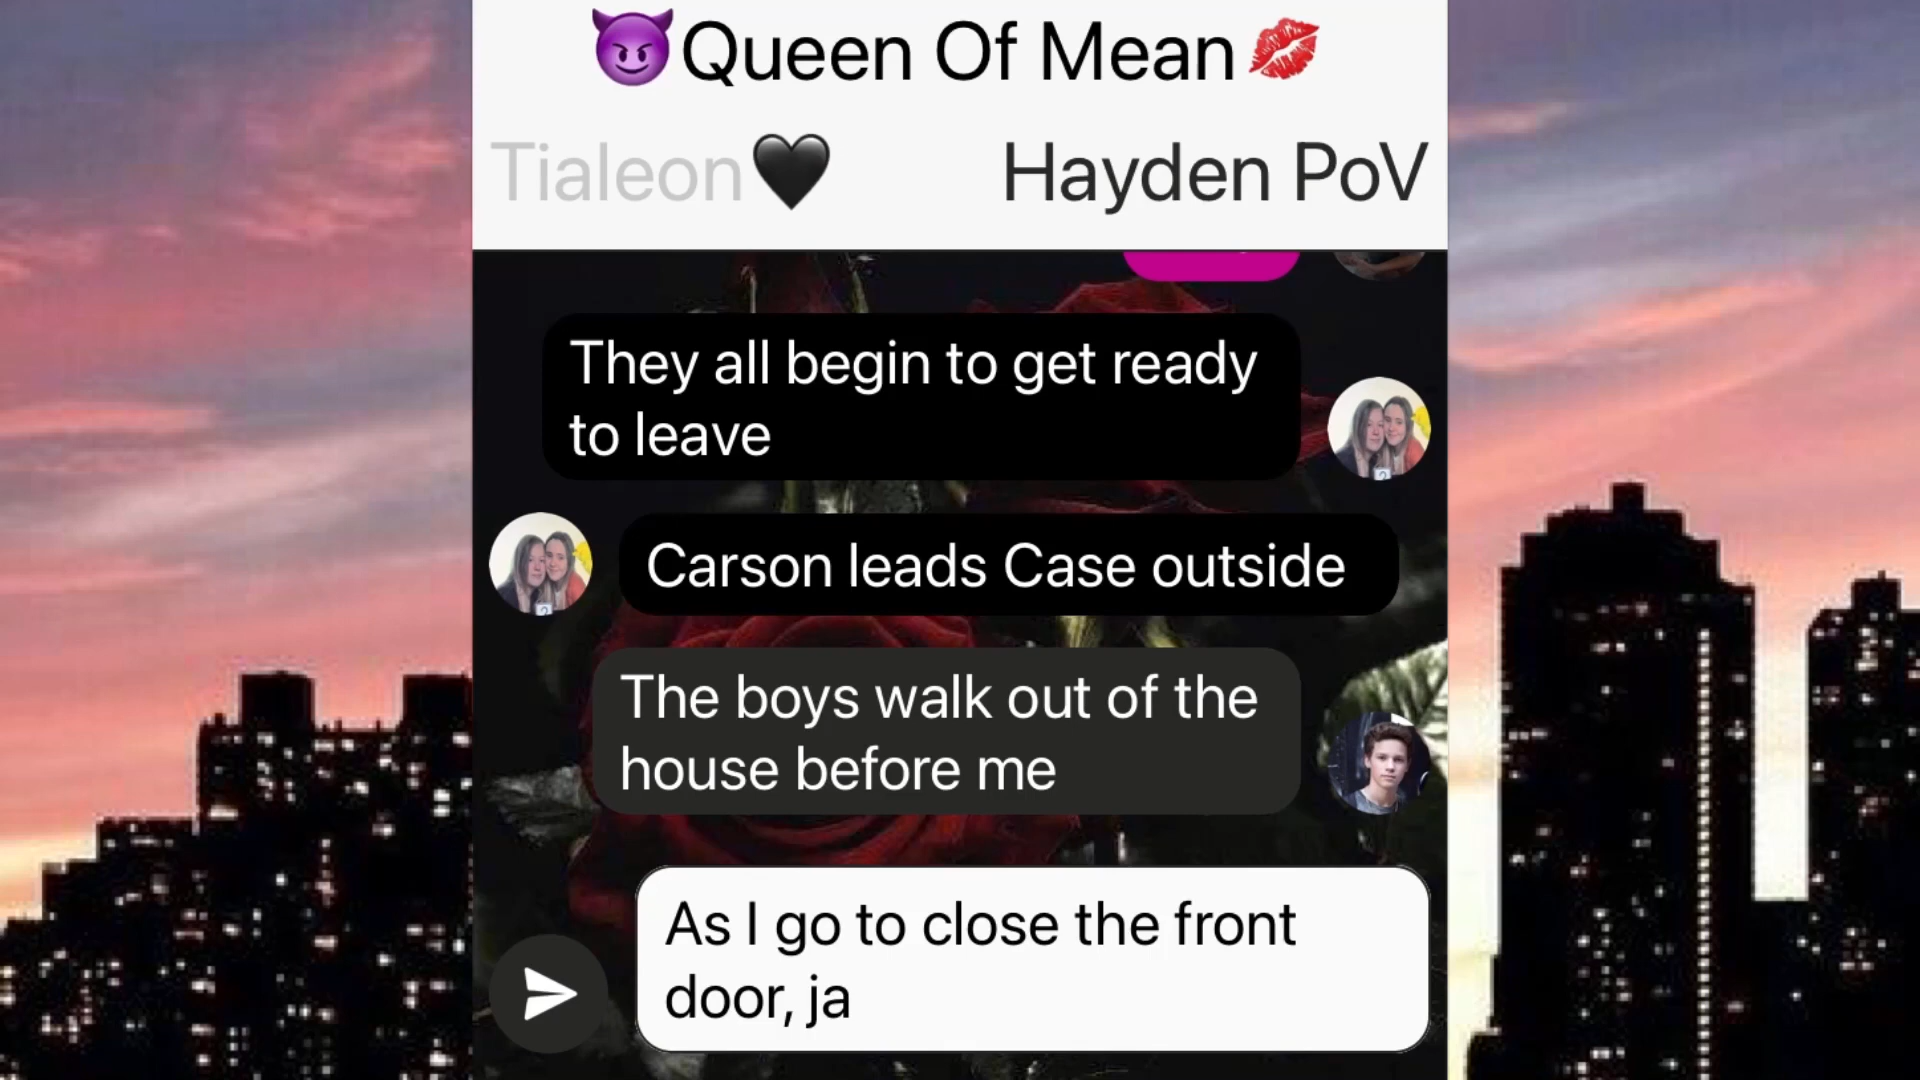 😈Queen Of Mean💋
Tialeon🖤
Hayden PoV
They all begin to get ready
to leave
Carson leads Case outside
The boys walk out of the
house before me
As I go to close the front
door, ja